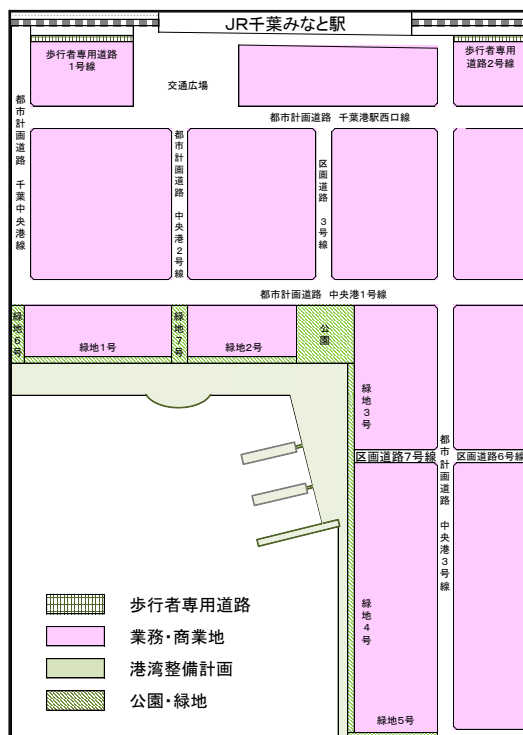 JR千葉みなと駅
歩行者専用道路
1号線
歩行者専用
道路2号線
交通広場
都市計画道路 千葉港駅西口線
都市計画道路 千葉中央港線
都市計画道路 中央港2号線
区画道路 3号線
都市計画道路 中央港1号線
緑地6号
緑地1号
緑地7号
緑地2号
公園
緑地3号
区画道路7号線
都市計画道路 中央港3号線
区画道路6号線
緑地4号
緑地5号
歩行者専用道路
業務・商業地
港湾整備計画
公園・緑地